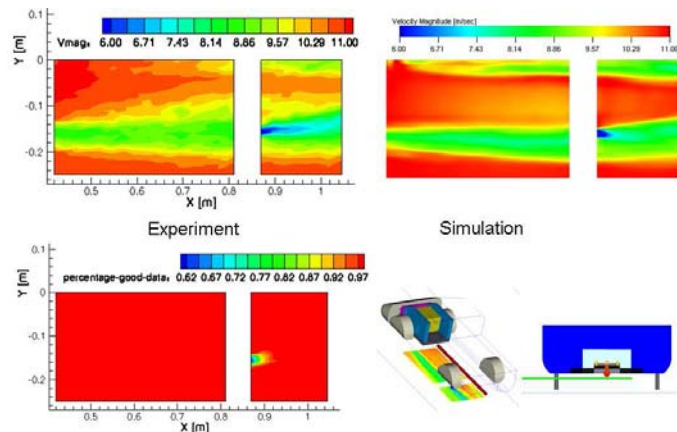 Vmag:
6.00 6.71 7.43 8.14 8.86 9.57 10.29 11.00
Velocity Magnitude [m/sec]
6.00 6.71 7.43 8.14 8.86 9.57 10.29 11.00
Y [m]
0.1
0
-0.1
-0.2
0.5 0.6 0.7 0.8 0.9 1
X [m]
Experiment
Simulation
percentage-good-data:
0.62 0.67 0.72 0.77 0.82 0.87 0.92 0.97
Y [m]
0.1
0
-0.1
-0.2
0.5 0.6 0.7 0.8 0.9 1
X [m]